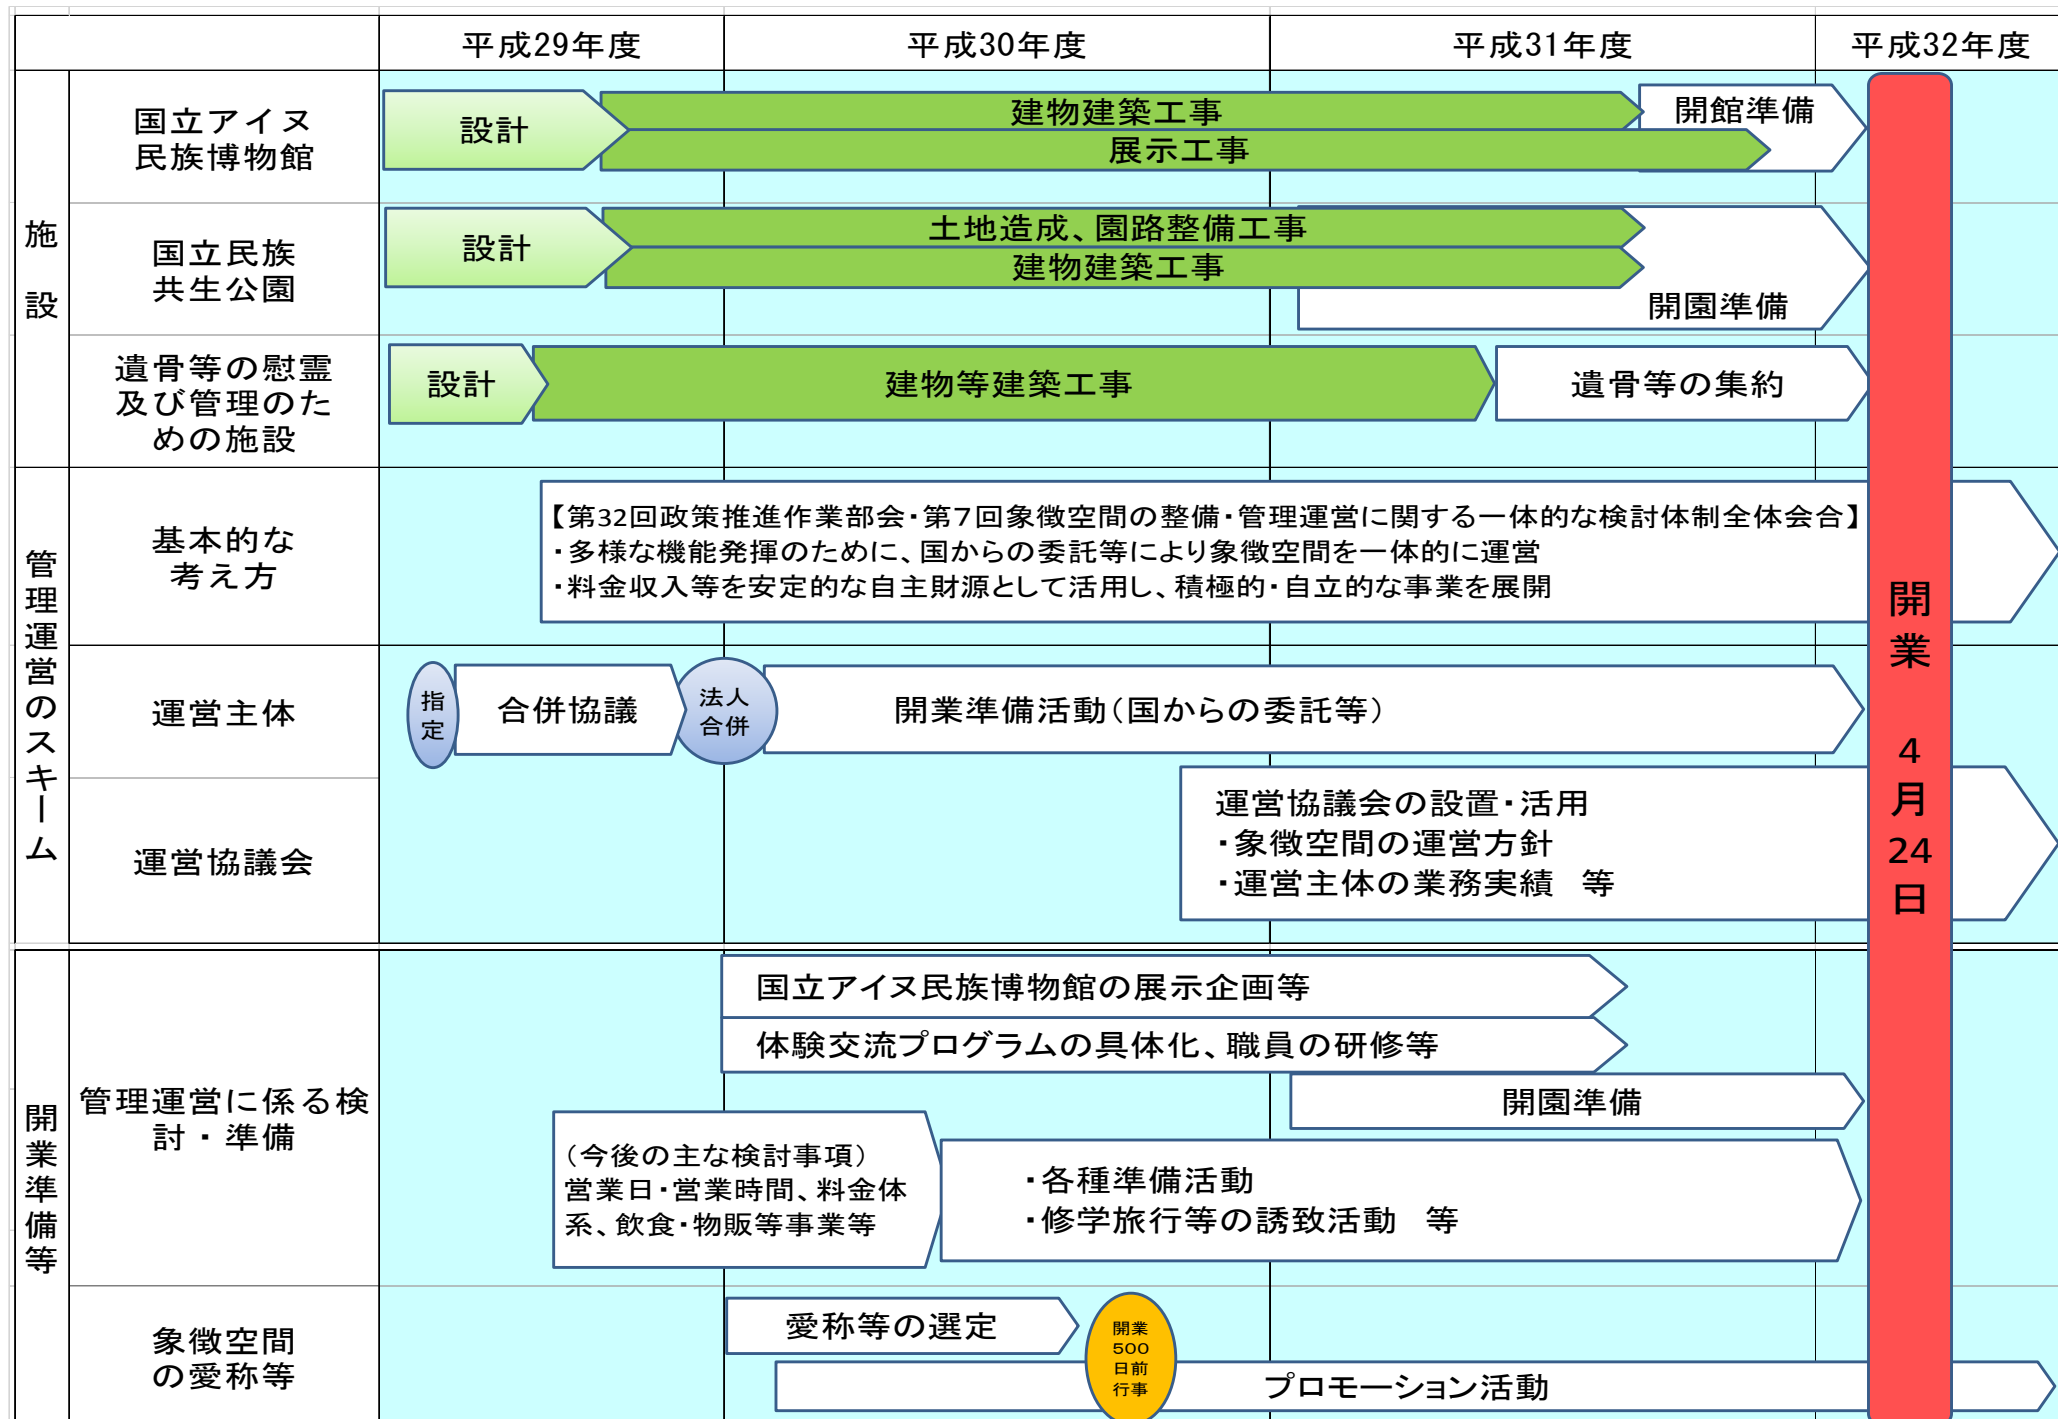 平成29年度
平成30年度
平成31年度
平成32年度
施設
国立アイヌ
民族博物館
設計
建物建築工事
展示工事
開館準備
国立民族
共生公園
設計
土地造成、園路整備工事
建物建築工事
開園準備
遺骨等の慰霊
及び管理のた
めの施設
設計
建物等建築工事
遺骨等の集約
管理運営のスキーム
基本的な
考え方
【第32回政策推進作業部会・第7回象徴空間の整備・管理運営に関する一体的な検討体制全体会合】
・多様な機能発揮のために、国からの委託等により象徴空間を一体的に運営
・料金収入等を安定的な自主財源として活用し、積極的・自立的な事業を展開
運営主体
指定
合併協議
法人
合併
開業準備活動（国からの委託等）
運営協議会
運営協議会の設置・活用
・象徴空間の運営方針
・運営主体の業務実績　等
開業　4月24日
開業準備等
管理運営に係る検
討・準備
国立アイヌ民族博物館の展示企画等
体験交流プログラムの具体化、職員の研修等
開園準備
（今後の主な検討事項）
営業日・営業時間、料金体
系、飲食・物販等事業等
・各種準備活動
・修学旅行等の誘致活動　等
象徴空間
の愛称等
愛称等の選定
開業
500
日前
行事
プロモーション活動